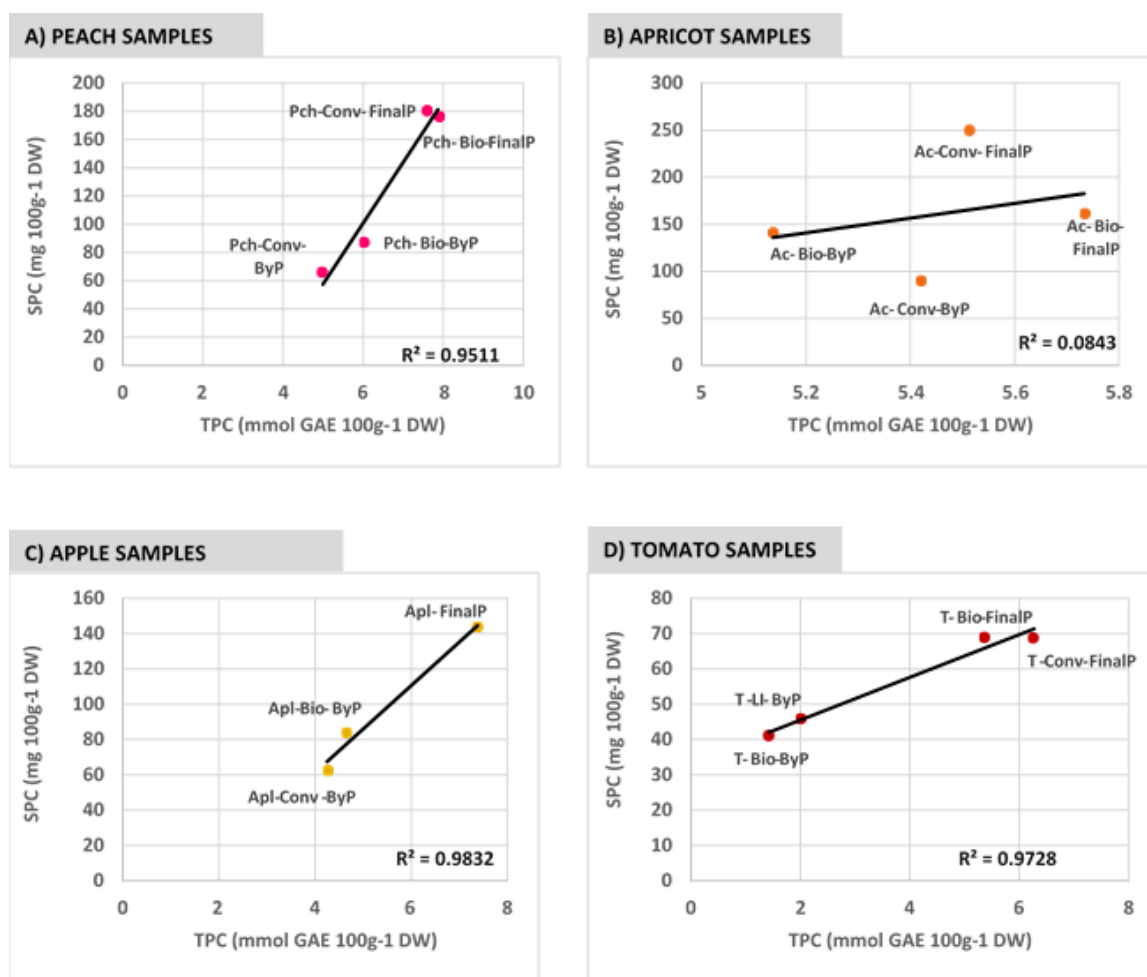 A) PEACH SAMPLES
SPC (mg 100g-1 DW)
200
180
160
140
120
100
80
60
40
20
0
Pch-Conv- FinalP
Pch- Bio-FinalP
Pch-Conv-
ByP
Pch- Bio-ByP
R² = 0.9511
0 2 4 6 8 10
TPC (mmol GAE 100g-1 DW)
B) APRICOT SAMPLES
SPC (mg 100g-1 DW)
300
250
200
150
100
50
0
Ac-Conv- FinalP
Ac- Bio-ByP
Ac- Bio-
FinalP
Ac- Conv-ByP
R² = 0.0843
5 5.2 5.4 5.6 5.8
TPC (mmol GAE 100g-1 DW)
C) APPLE SAMPLES
SPC (mg 100g-1 DW)
160
140
120
100
80
60
40
20
0
Apl- FinalP
Apl-Bio- ByP
Apl-Conv -ByP
R² = 0.9832
0 2 4 6 8
TPC (mmol GAE 100g-1 DW)
D) TOMATO SAMPLES
SPC (mg 100g-1 DW)
80
70
60
50
40
30
20
10
0
T- Bio-FinalP
T -Conv-FinalP
T -LI- ByP
T- Bio-ByP
R² = 0.9728
0 2 4 6 8
TPC (mmol GAE 100g-1 DW)